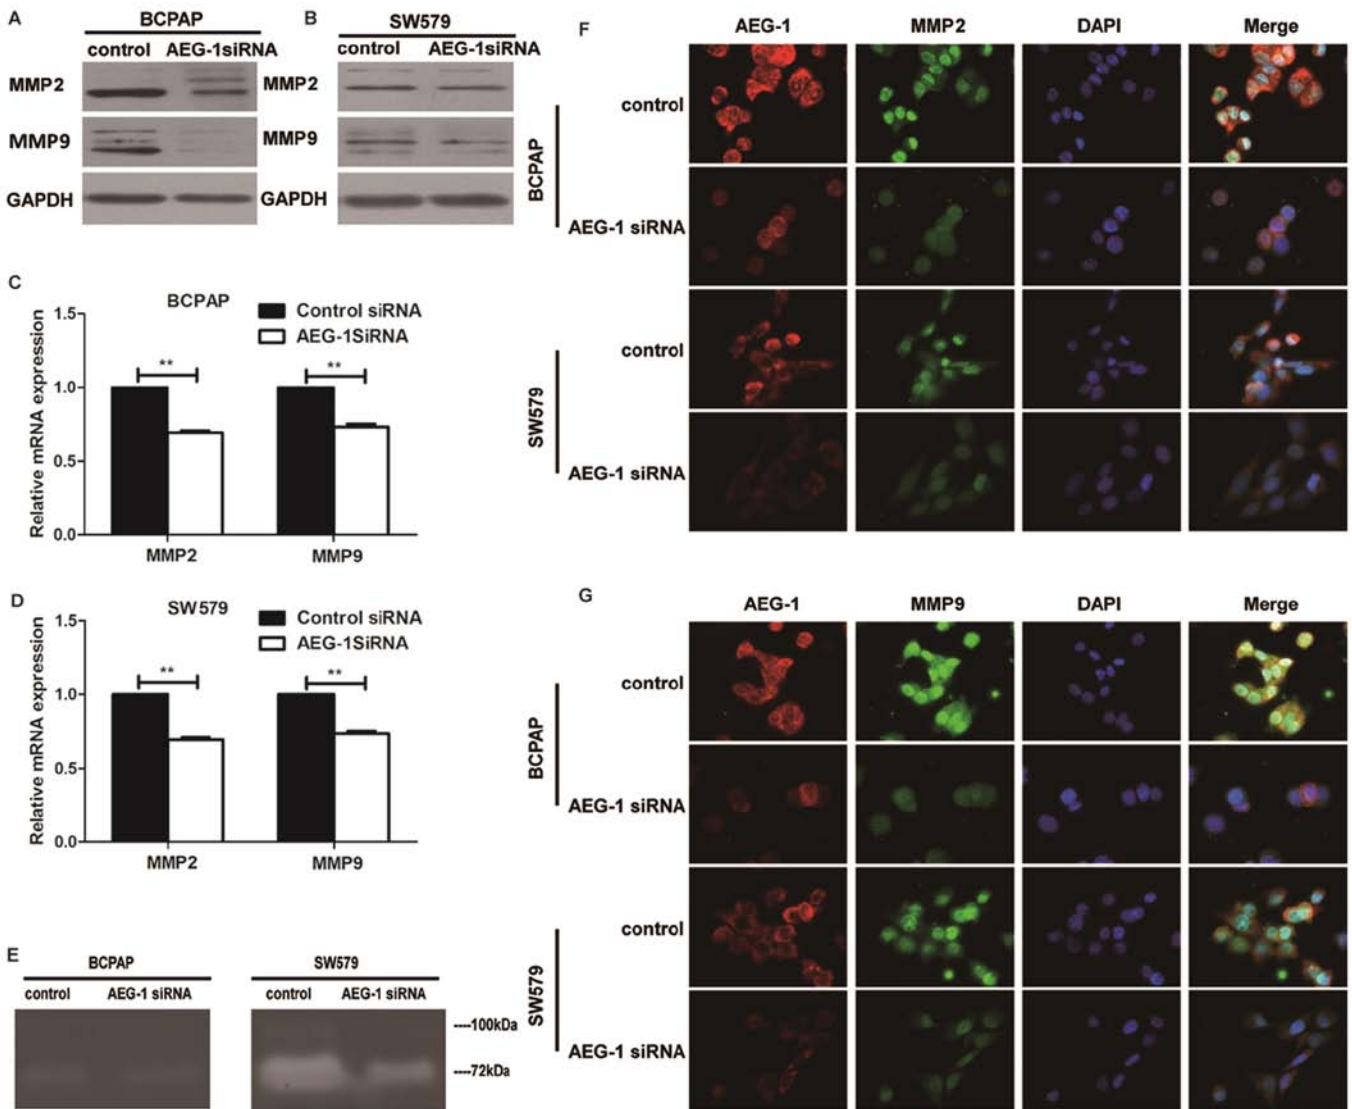 A
BCPAP
control AEG-1siRNA
MMP2
MMP9
GAPDH
B
SW579
control AEG-1siRNA
MMP2
MMP9
GAPDH
C
BCPAP
Control siRNA
AEG-1SiRNA
Relative mRNA expression
1.5
1.0
0.5
0.0
** **
MMP2 MMP9
D
SW579
Control siRNA
AEG-1SiRNA
Relative mRNA expression
1.5
1.0
0.5
0.0
** **
MMP2 MMP9
E
BCPAP SW579
control AEG-1 siRNA control AEG-1 siRNA
----100kDa
----72kDa
F
AEG-1 MMP2 DAPI Merge
BCPAP
control
AEG-1 siRNA
SW579
control
AEG-1 siRNA
G
AEG-1 MMP9 DAPI Merge
BCPAP
control
AEG-1 siRNA
SW579
control
AEG-1 siRNA